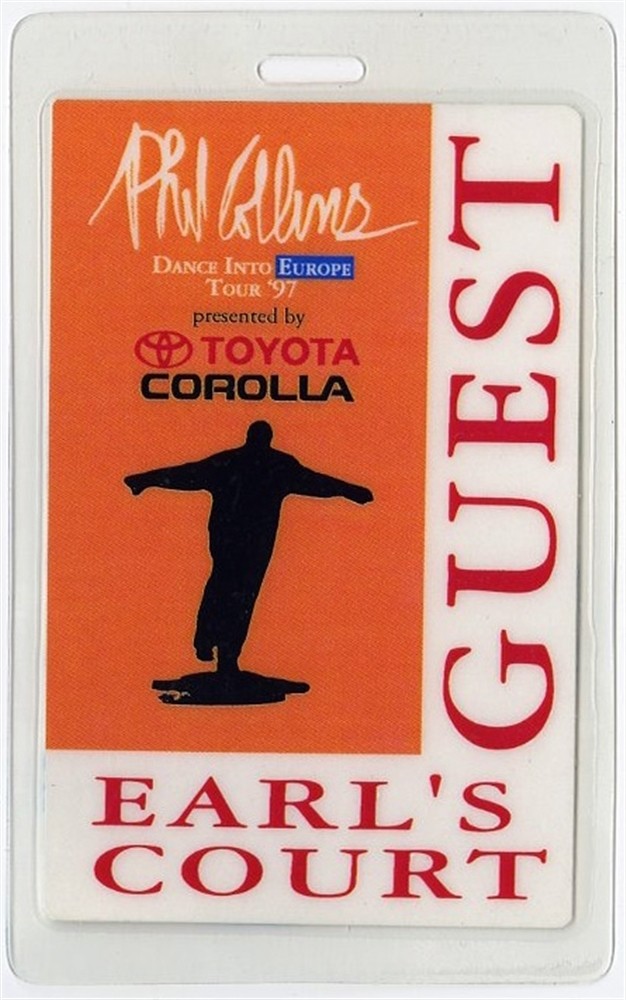 Phil Collins
DANCE INTO EUROPE
TOUR '97
presented by
TOYOTA
COROLLA
GUEST
EARL'S
COURT